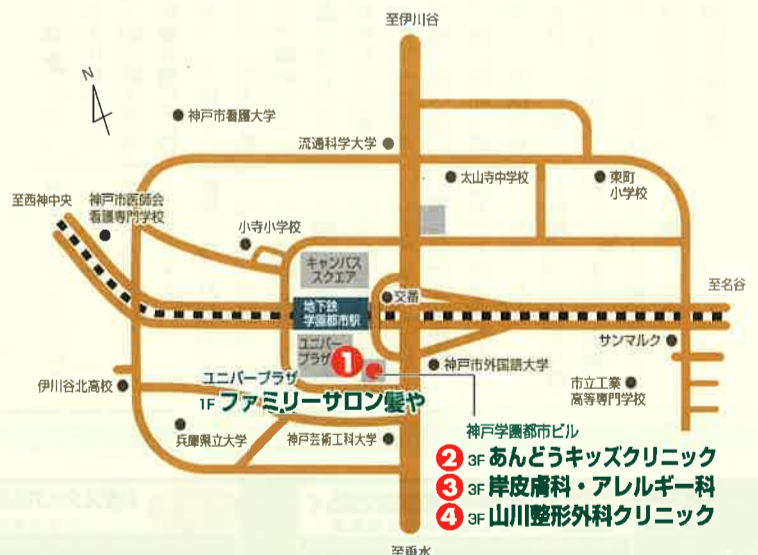 至伊川谷
N
神戸市看護大学
流通科学大学
太山寺中学校
東町
小学校
至西神中央
神戸市医師会
看護専門学校
小寺小学校
キャンパス
スクエア
至名谷
交番
地下鉄
学園都市駅
サンマルク
ユニバー
プラザ
1
神戸市外国語大学
ユニバープラザ
1F ファミリーサロン髪や
伊川谷北高校
市立工業
高等専門学校
兵庫県立大学
神戸芸術工科大学
神戸学園都市ビル
2 3F あんどうキッズクリニック
3 3F 岸皮膚科・アレルギー科
4 3F 山川整形外科クリニック
至垂水